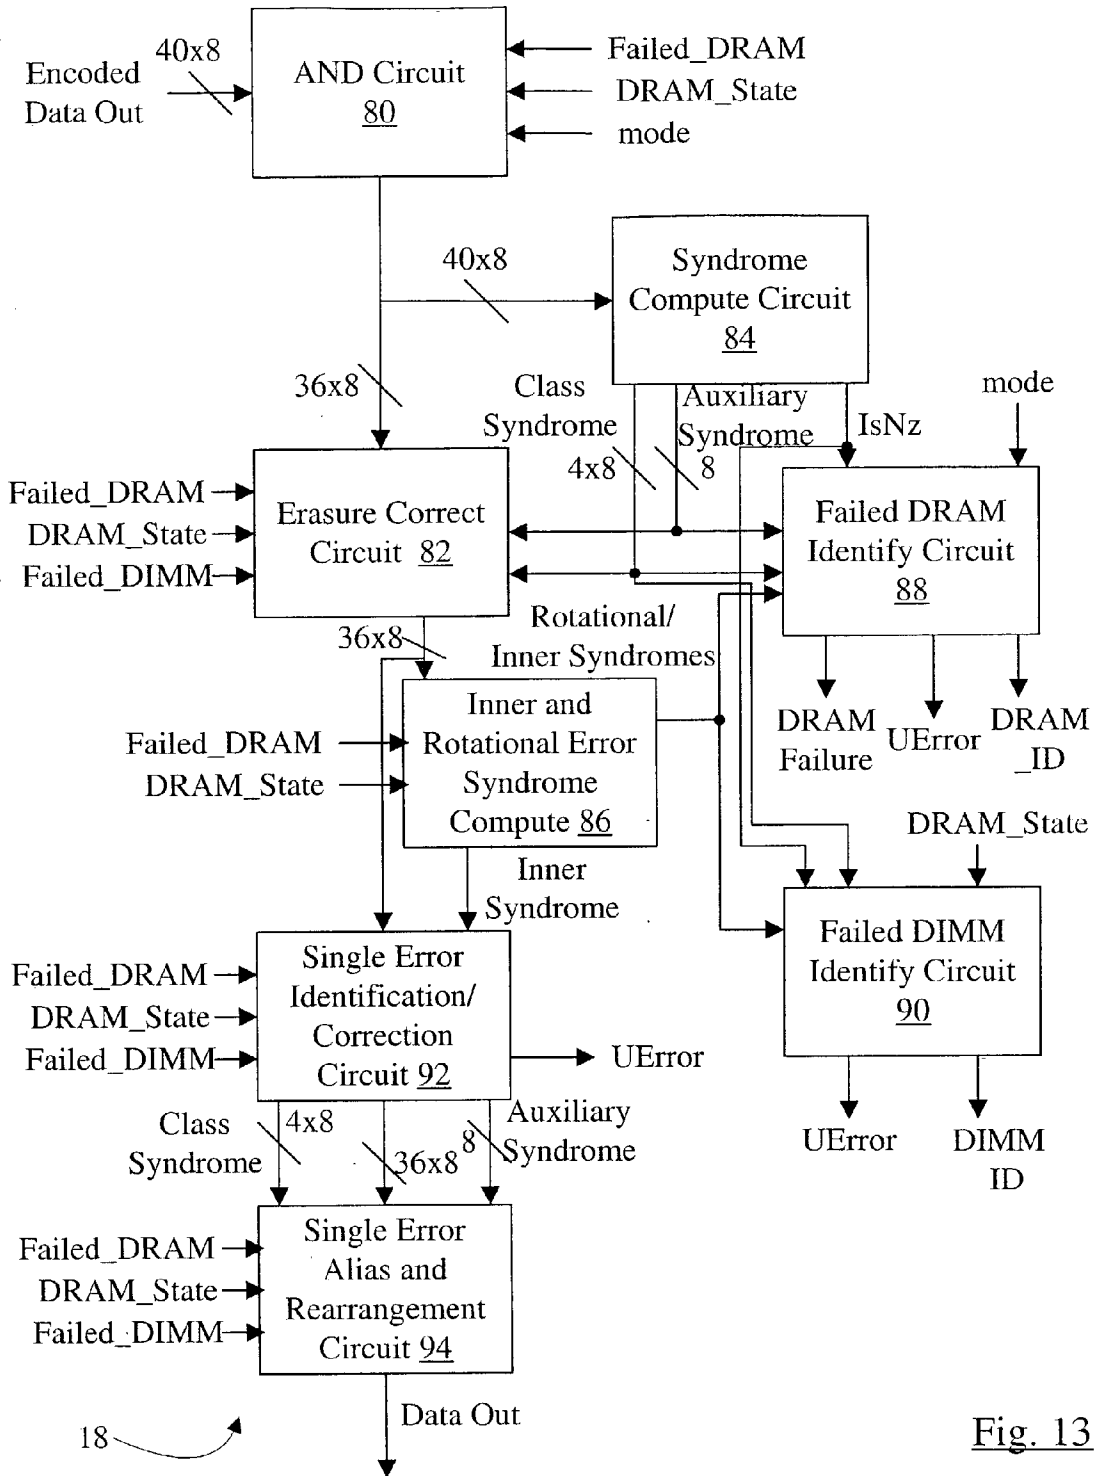 40x8
Encoded
Data Out
AND Circuit
80
Failed_DRAM
DRAM_State
mode
40x8
Syndrome
Compute Circuit
84
36x8
Class
Syndrome
4x8
Auxiliary
Syndrome
8
IsNz
mode
Failed_DRAM
DRAM_State
Failed_DIMM
Erasure Correct
Circuit 82
Failed DRAM
Identify Circuit
88
36x8
Rotational/
Inner Syndromes
DRAM
Failure
UError
DRAM
_ID
Failed_DRAM
DRAM_State
Inner and
Rotational Error
Syndrome
Compute 86
DRAM_State
Inner
Syndrome
Failed DIMM
Identify Circuit
90
Failed_DRAM
DRAM_State
Failed_DIMM
Single Error
Identification/
Correction
Circuit 92
UError
UError
DIMM
ID
Class
Syndrome
4x8
36x8
8
Auxiliary
Syndrome
Failed_DRAM
DRAM_State
Failed_DIMM
Single Error
Alias and
Rearrangement
Circuit 94
Data Out
18
Fig. 13